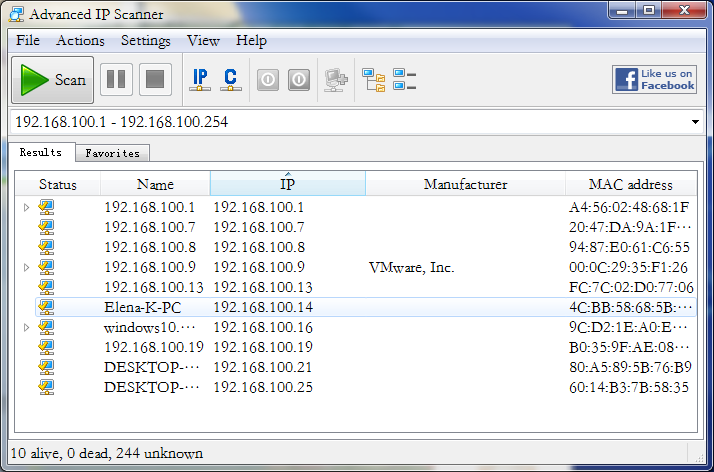 Advanced IP Scanner
File Actions Settings View Help
Scan IP C Like us on
Facebook
192.168.100.1 - 192.168.100.254
Results Favorites
Status Name IP Manufacturer MAC address
192.168.100.1 192.168.100.1 A4:56:02:48:68:1F
192.168.100.7 192.168.100.7 20:47:DA:9A:1F···
192.168.100.8 192.168.100.8 94:87:E0:61:C6:55
192.168.100.9 192.168.100.9 VMware, Inc. 00:0C:29:35:F1:26
192.168.100.13 192.168.100.13 FC:7C:02:D0:77:06
Elena-K-PC 192.168.100.14 4C:BB:58:68:5B:···
windows10.··· 192.168.100.16 9C:D2:1E:A0:E···
192.168.100.19 192.168.100.19 B0:35:9F:AE:08···
DESKTOP-··· 192.168.100.21 80:A5:89:5B:76:B9
DESKTOP-··· 192.168.100.25 60:14:B3:7B:58:35
10 alive, 0 dead, 244 unknown